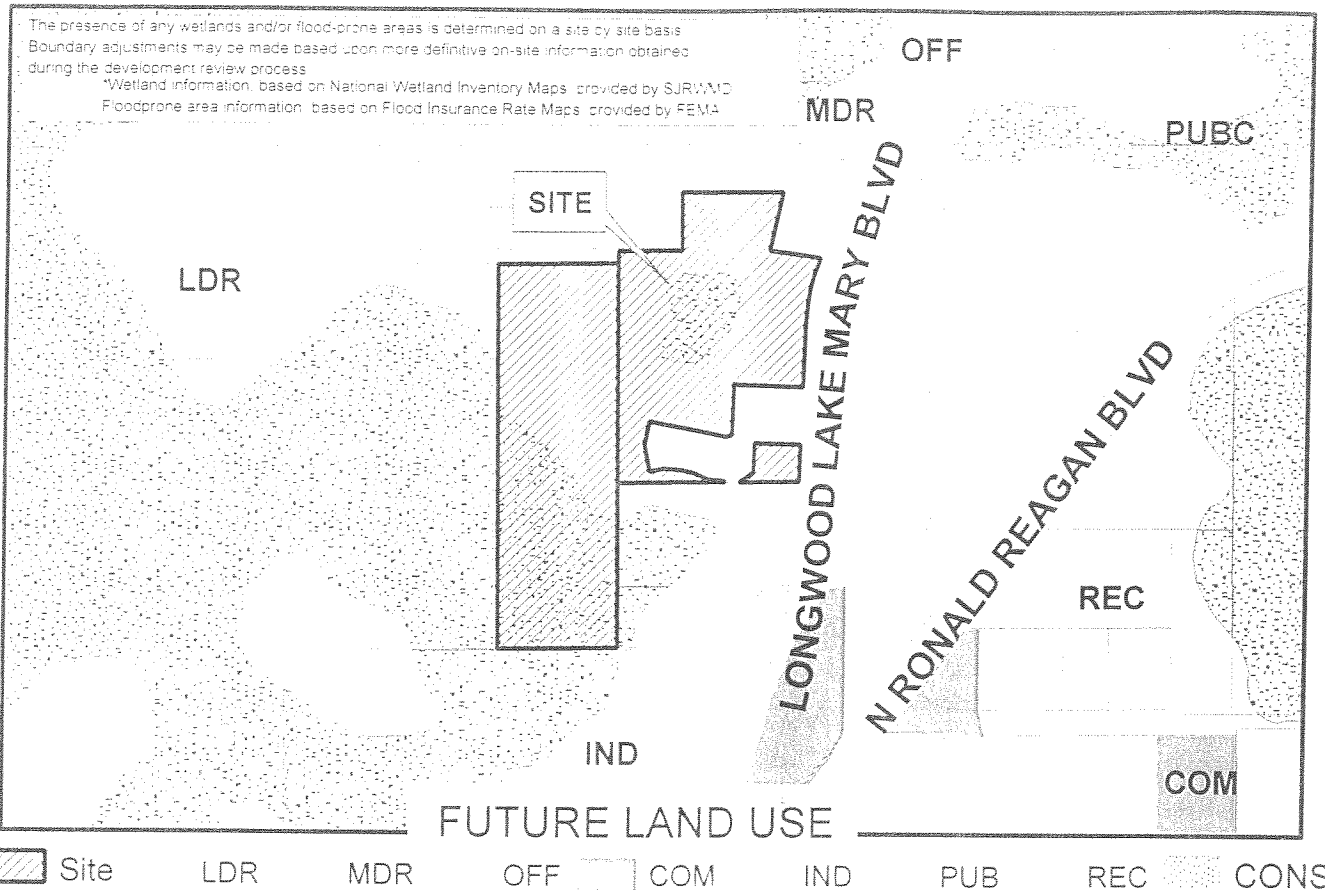 The presence of any wetlands and/or flood-prone areas is determined on a site by site basis
Boundary adjustments may be made based upon more definitive on-site information obtained
during the development review process
*Wetland information, based on National Wetland Inventory Maps, provided by SJRWMD
Floodprone area information, based on Flood Insurance Rate Maps, provided by FEMA
OFF
MDR
PUBC
SITE
LDR
LONGWOOD LAKE MARY BLVD
N RONALD REAGAN BLVD
REC
IND
COM
FUTURE LAND USE
Site LDR MDR OFF COM IND PUB REC CONS